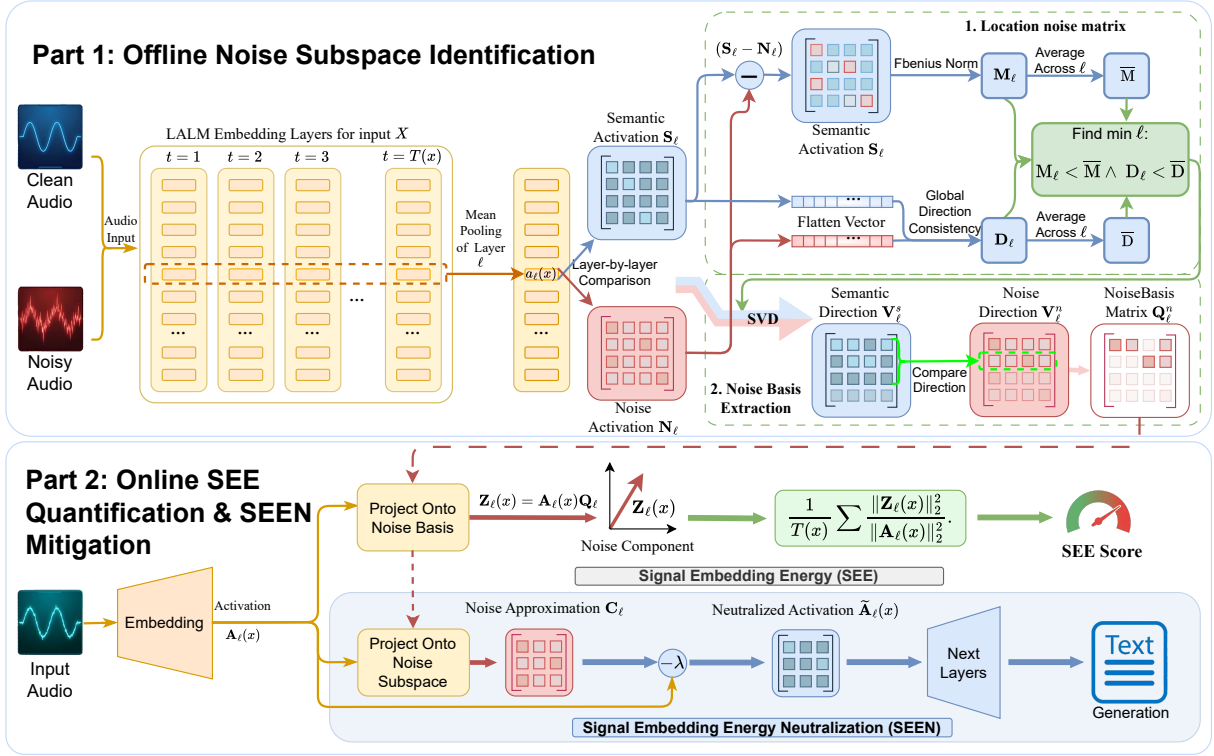 Part 1: Offline Noise Subspace Identification
Clean
Audio
Noisy
Audio
Audio
Input
LALM Embedding Layers for input X
t = 1
t = 2
t = 3
t = T(x)
...
...
...
...
...
Mean
Pooling
of Layer
ℓ
a_ℓ(x)
...
Semantic
Activation S_ℓ
Layer-by-layer
Comparison
Noise
Activation N_ℓ
1. Location noise matrix
(S_ℓ − N_ℓ)
−
Semantic
Activation S_ℓ
Fbenius Norm
M_ℓ
Average
Across ℓ
M̅
Find min ℓ:
M_ℓ < M̅ ∧ D_ℓ < D̅
...
Flatten Vector
...
Global
Direction
Consistency
D_ℓ
Average
Across ℓ
D̅
SVD
2. Noise Basis
Extraction
Semantic
Direction V_ℓ^s
Compare
Direction
Noise
Direction V_ℓ^n
NoiseBasis
Matrix Q_ℓ^n
Part 2: Online SEE
Quantification & SEEN
Mitigation
Input
Audio
Embedding
Activation
A_ℓ(x)
Project Onto
Noise Basis
Z_ℓ(x) = A_ℓ(x)Q_ℓ
Z_ℓ(x)
Noise Component
1/T(x) ∑ ‖Z_ℓ(x)‖_2^2 / ‖A_ℓ(x)‖_2^2.
SEE Score
Signal Embedding Energy (SEE)
Project Onto
Noise
Subspace
Noise Approximation C_ℓ
−λ
Neutralized Activation Ã_ℓ(x)
Next
Layers
Text
Generation
Signal Embedding Energy Neutralization (SEEN)